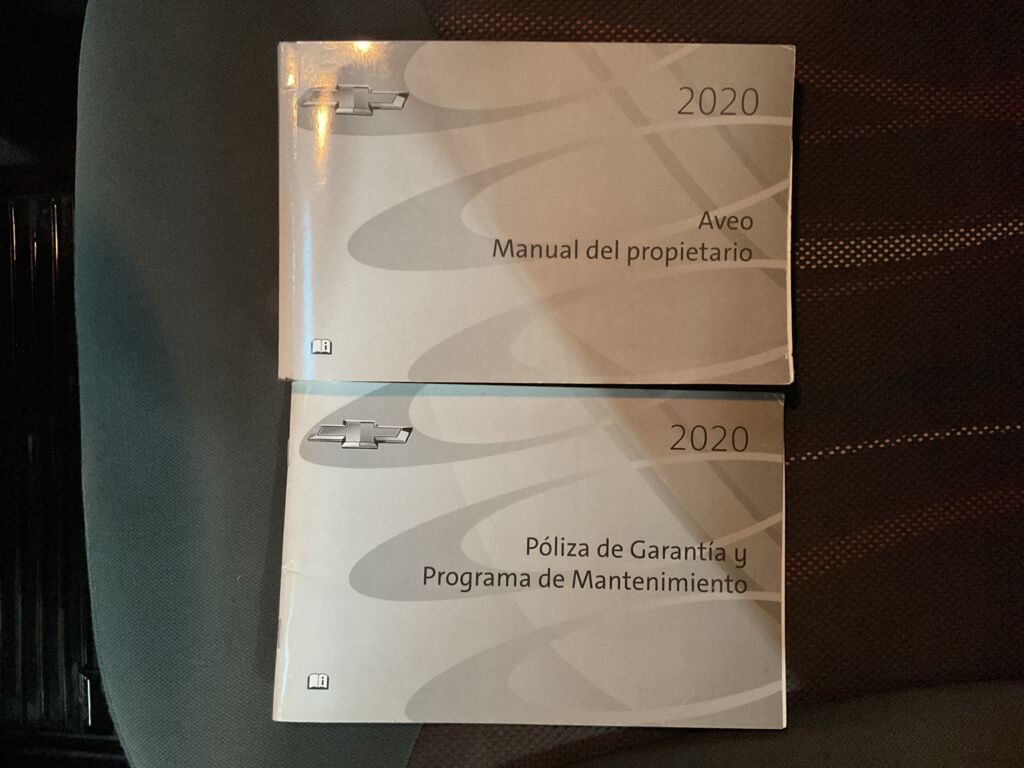 2020
Aveo
Manual del propietario
2020
Póliza de Garantía y
Programa de Mantenimiento